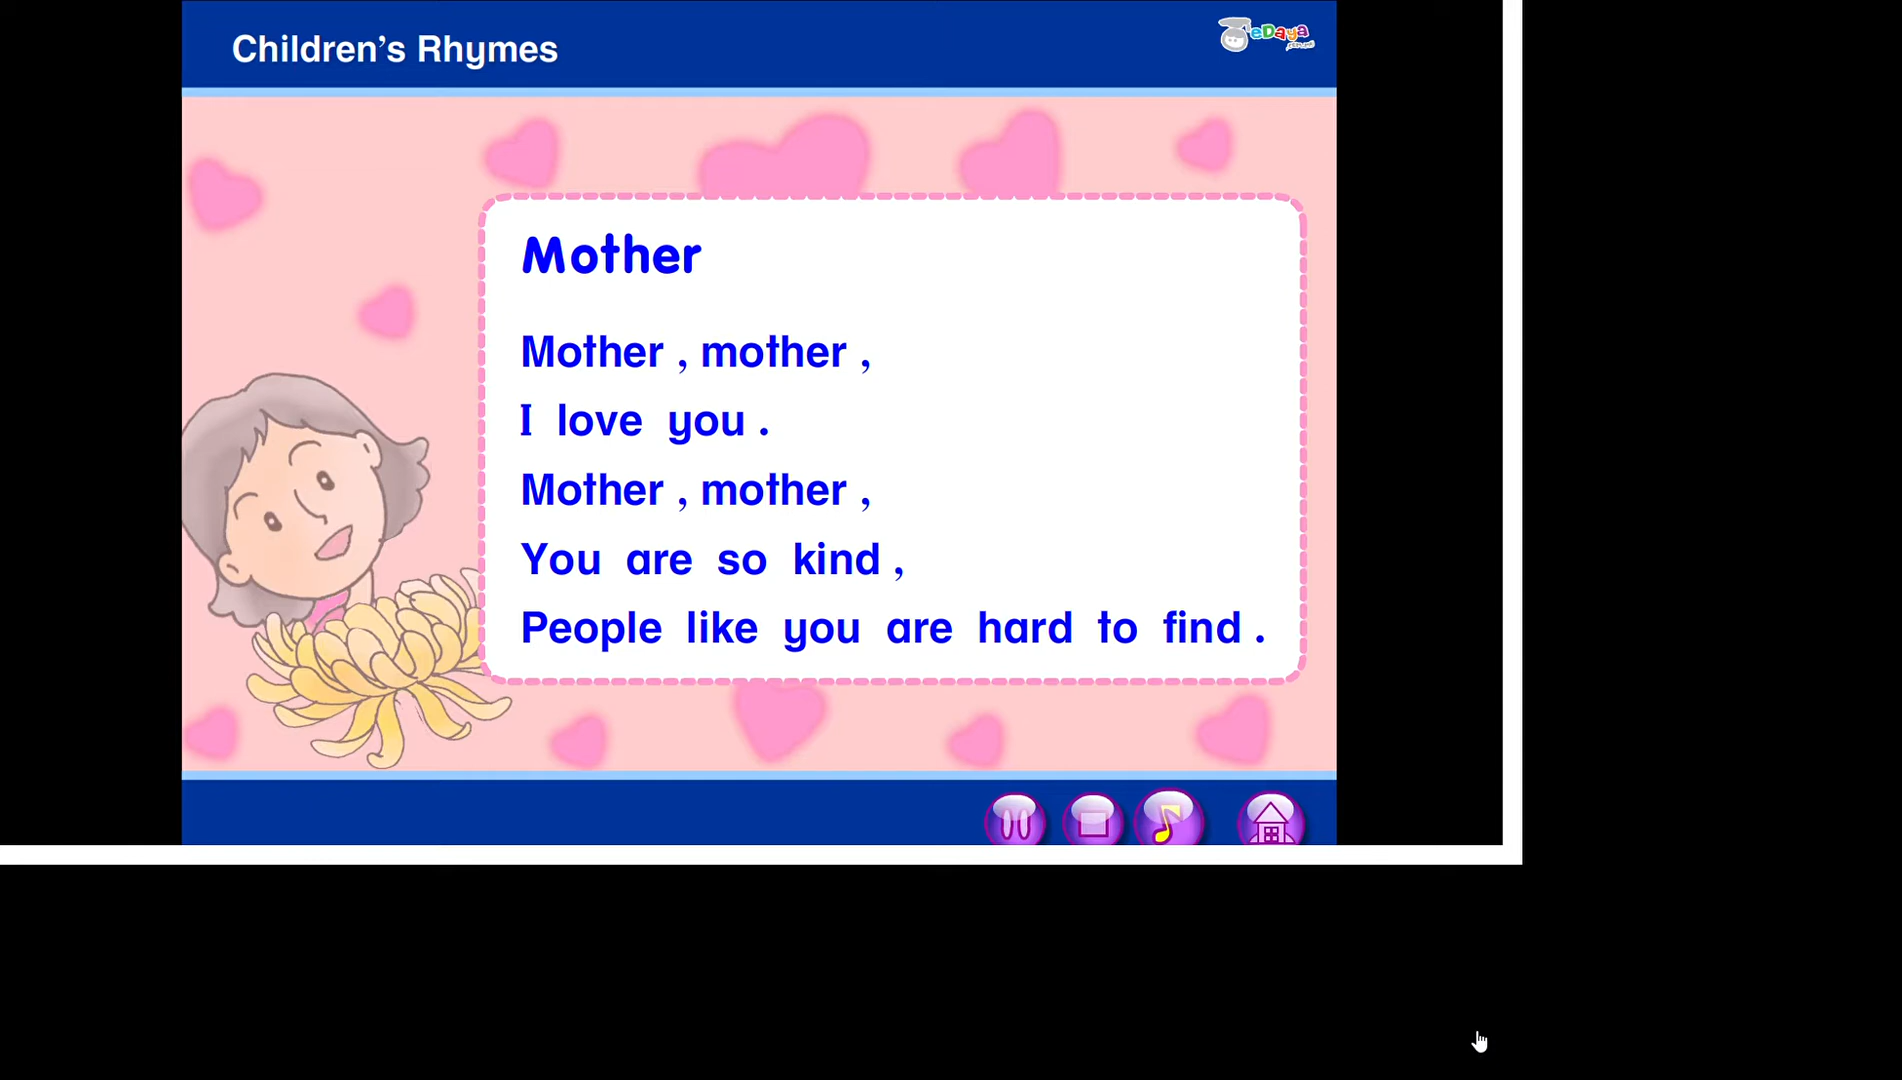 Children's Rhymes
eDaya
Mother
Mother , mother ,
I love you .
Mother , mother ,
You are so kind ,
People like you are hard to find .